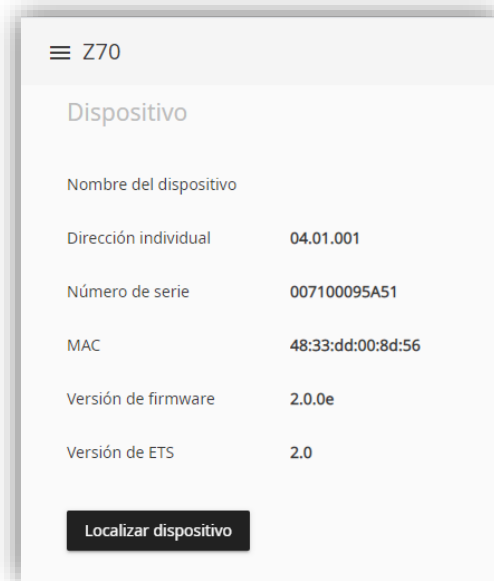 Z70
Dispositivo
Nombre del dispositivo
Dirección individual 04.01.001
Número de serie 007100095A51
MAC 48:33:dd:00:8d:56
Versión de firmware 2.0.0e
Versión de ETS 2.0
Localizar dispositivo